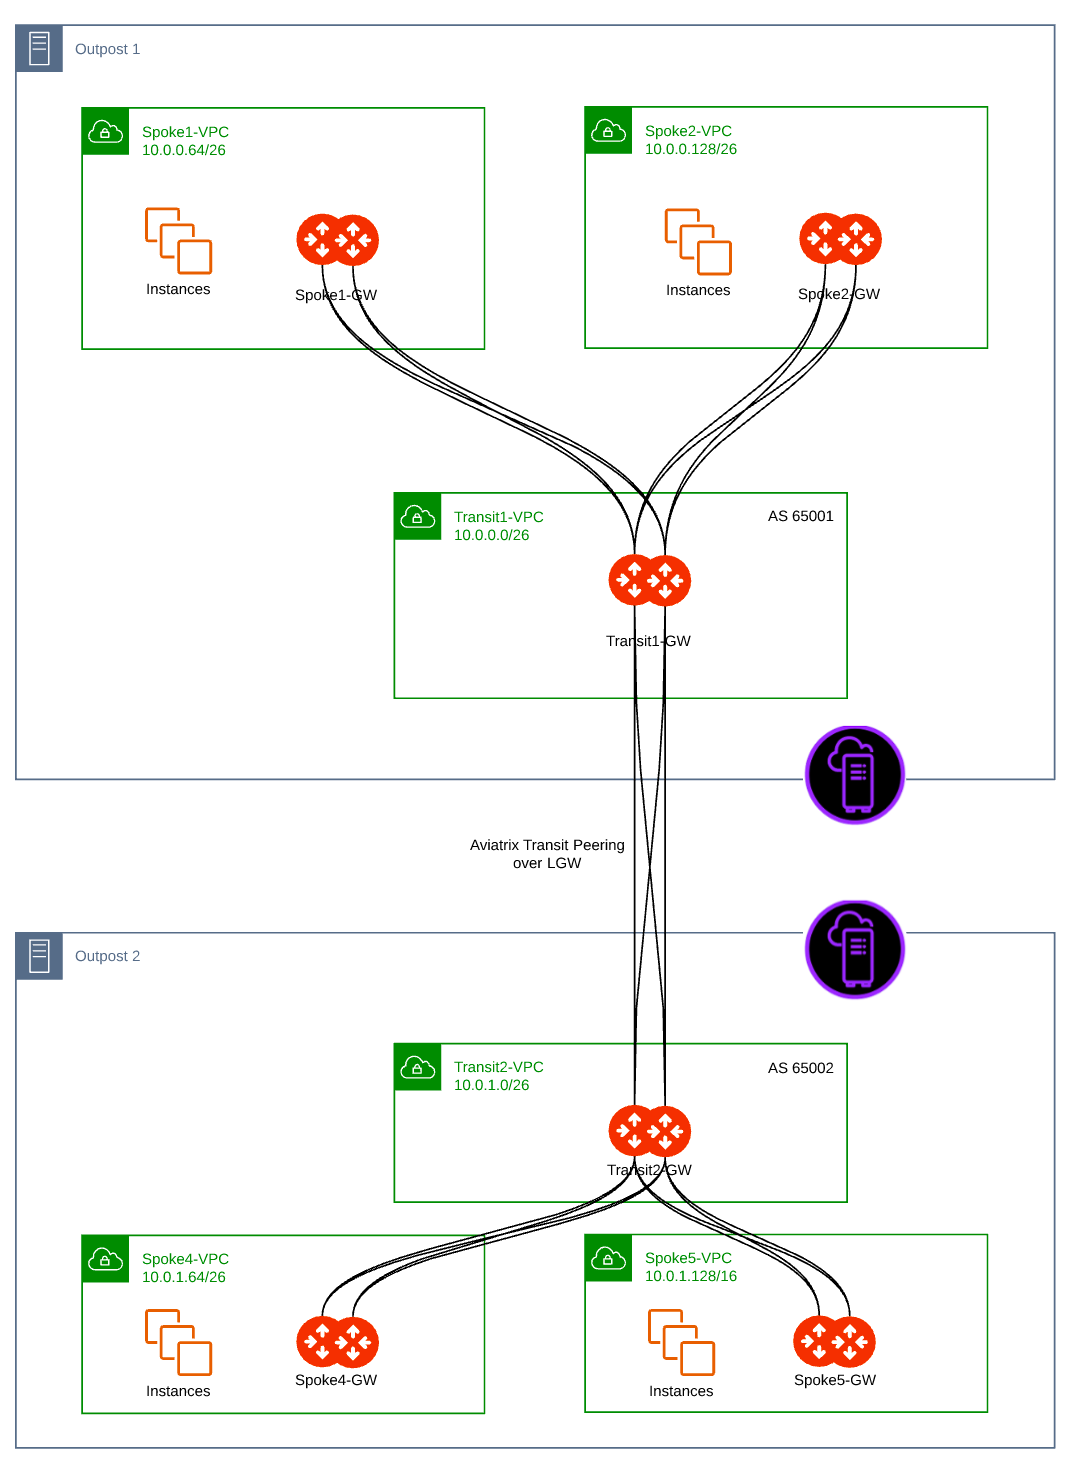 Outpost 1
Spoke1-VPC
10.0.0.64/26
Spoke2-VPC
10.0.0.128/26
Instances
Spoke1-GW
Instances
Spoke2-GW
Transit1-VPC
10.0.0.0/26
AS 65001
Transit1-GW
Aviatrix Transit Peering
over LGW
Outpost 2
Transit2-VPC
10.0.1.0/26
AS 65002
Transit2-GW
Spoke4-VPC
10.0.1.64/26
Spoke5-VPC
10.0.1.128/16
Instances
Spoke4-GW
Instances
Spoke5-GW